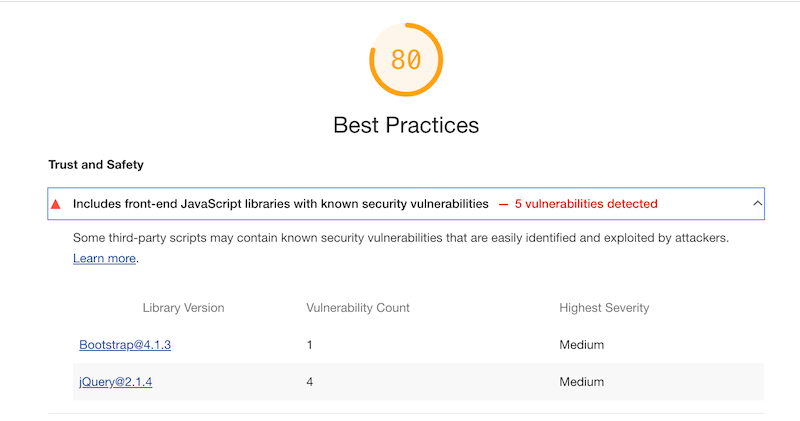 80
Best Practices
Trust and Safety
Includes front-end JavaScript libraries with known security vulnerabilities — 5 vulnerabilities detected
Some third-party scripts may contain known security vulnerabilities that are easily identified and exploited by attackers.
Learn more.
Library Version Vulnerability Count Highest Severity
Bootstrap@4.1.3 1 Medium
jQuery@2.1.4 4 Medium